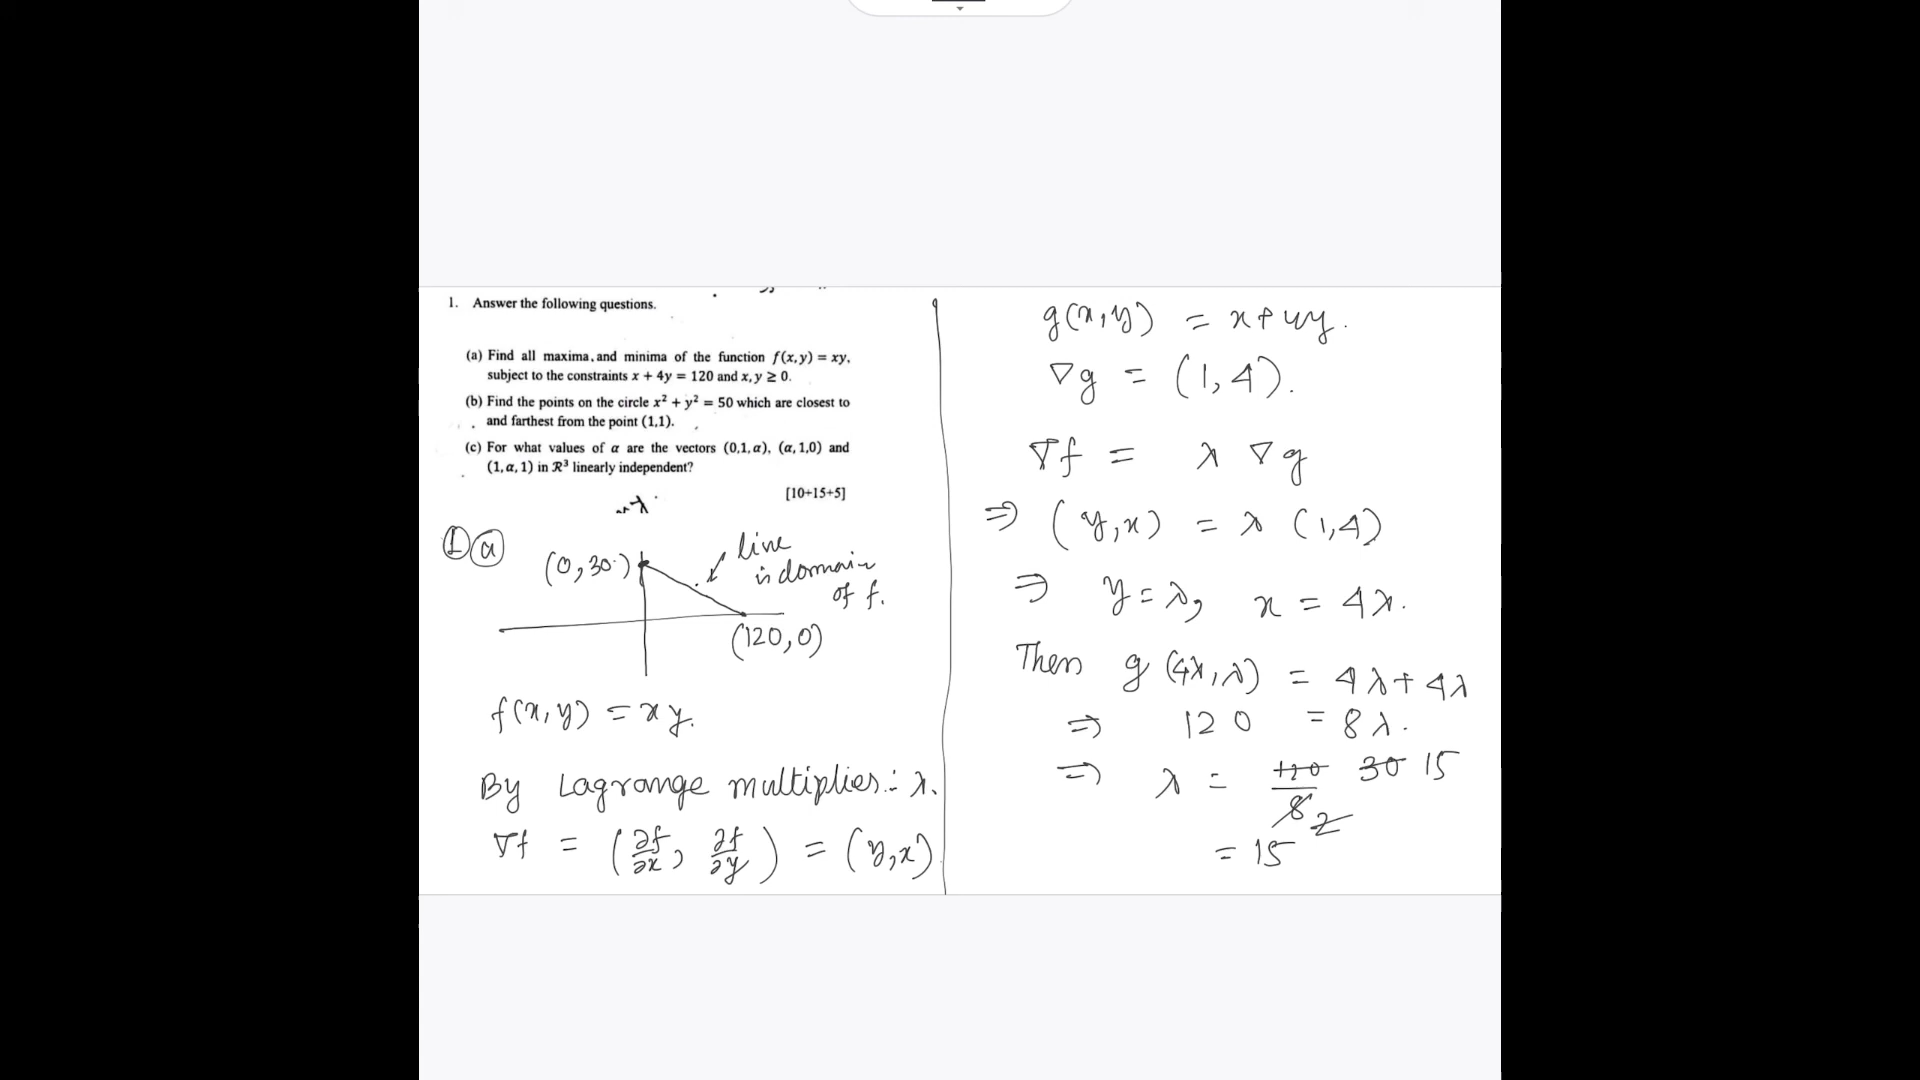 1. Answer the following questions.
(a) Find all maxima, and minima of the function f(x, y) = xy,
subject to the constraints x + 4y = 120 and x, y ≥ 0.
(b) Find the points on the circle x² + y² = 50 which are closest to
and farthest from the point (1,1).
(c) For what values of α are the vectors (0,1, α), (α, 1,0) and
(1, α, 1) in ℛ³ linearly independent?
[10+15+5]
① ⓐ
(0,30)
line
is domain
of f.
(120,0)
f(x,y) = xy.
By Lagrange multiplies :- λ.
∇f = (∂f/∂x, ∂f/∂y) = (y,x)
g(x,y) = x+4y.
∇g = (1,4).
∇f = λ ∇g
⇒ (y,x) = λ (1,4)
⇒ y=λ, x = 4λ.
Then g(4λ,λ) = 4λ+4λ
⇒ 120 = 8λ.
⇒ λ = 120/8 30 15
2
= 15